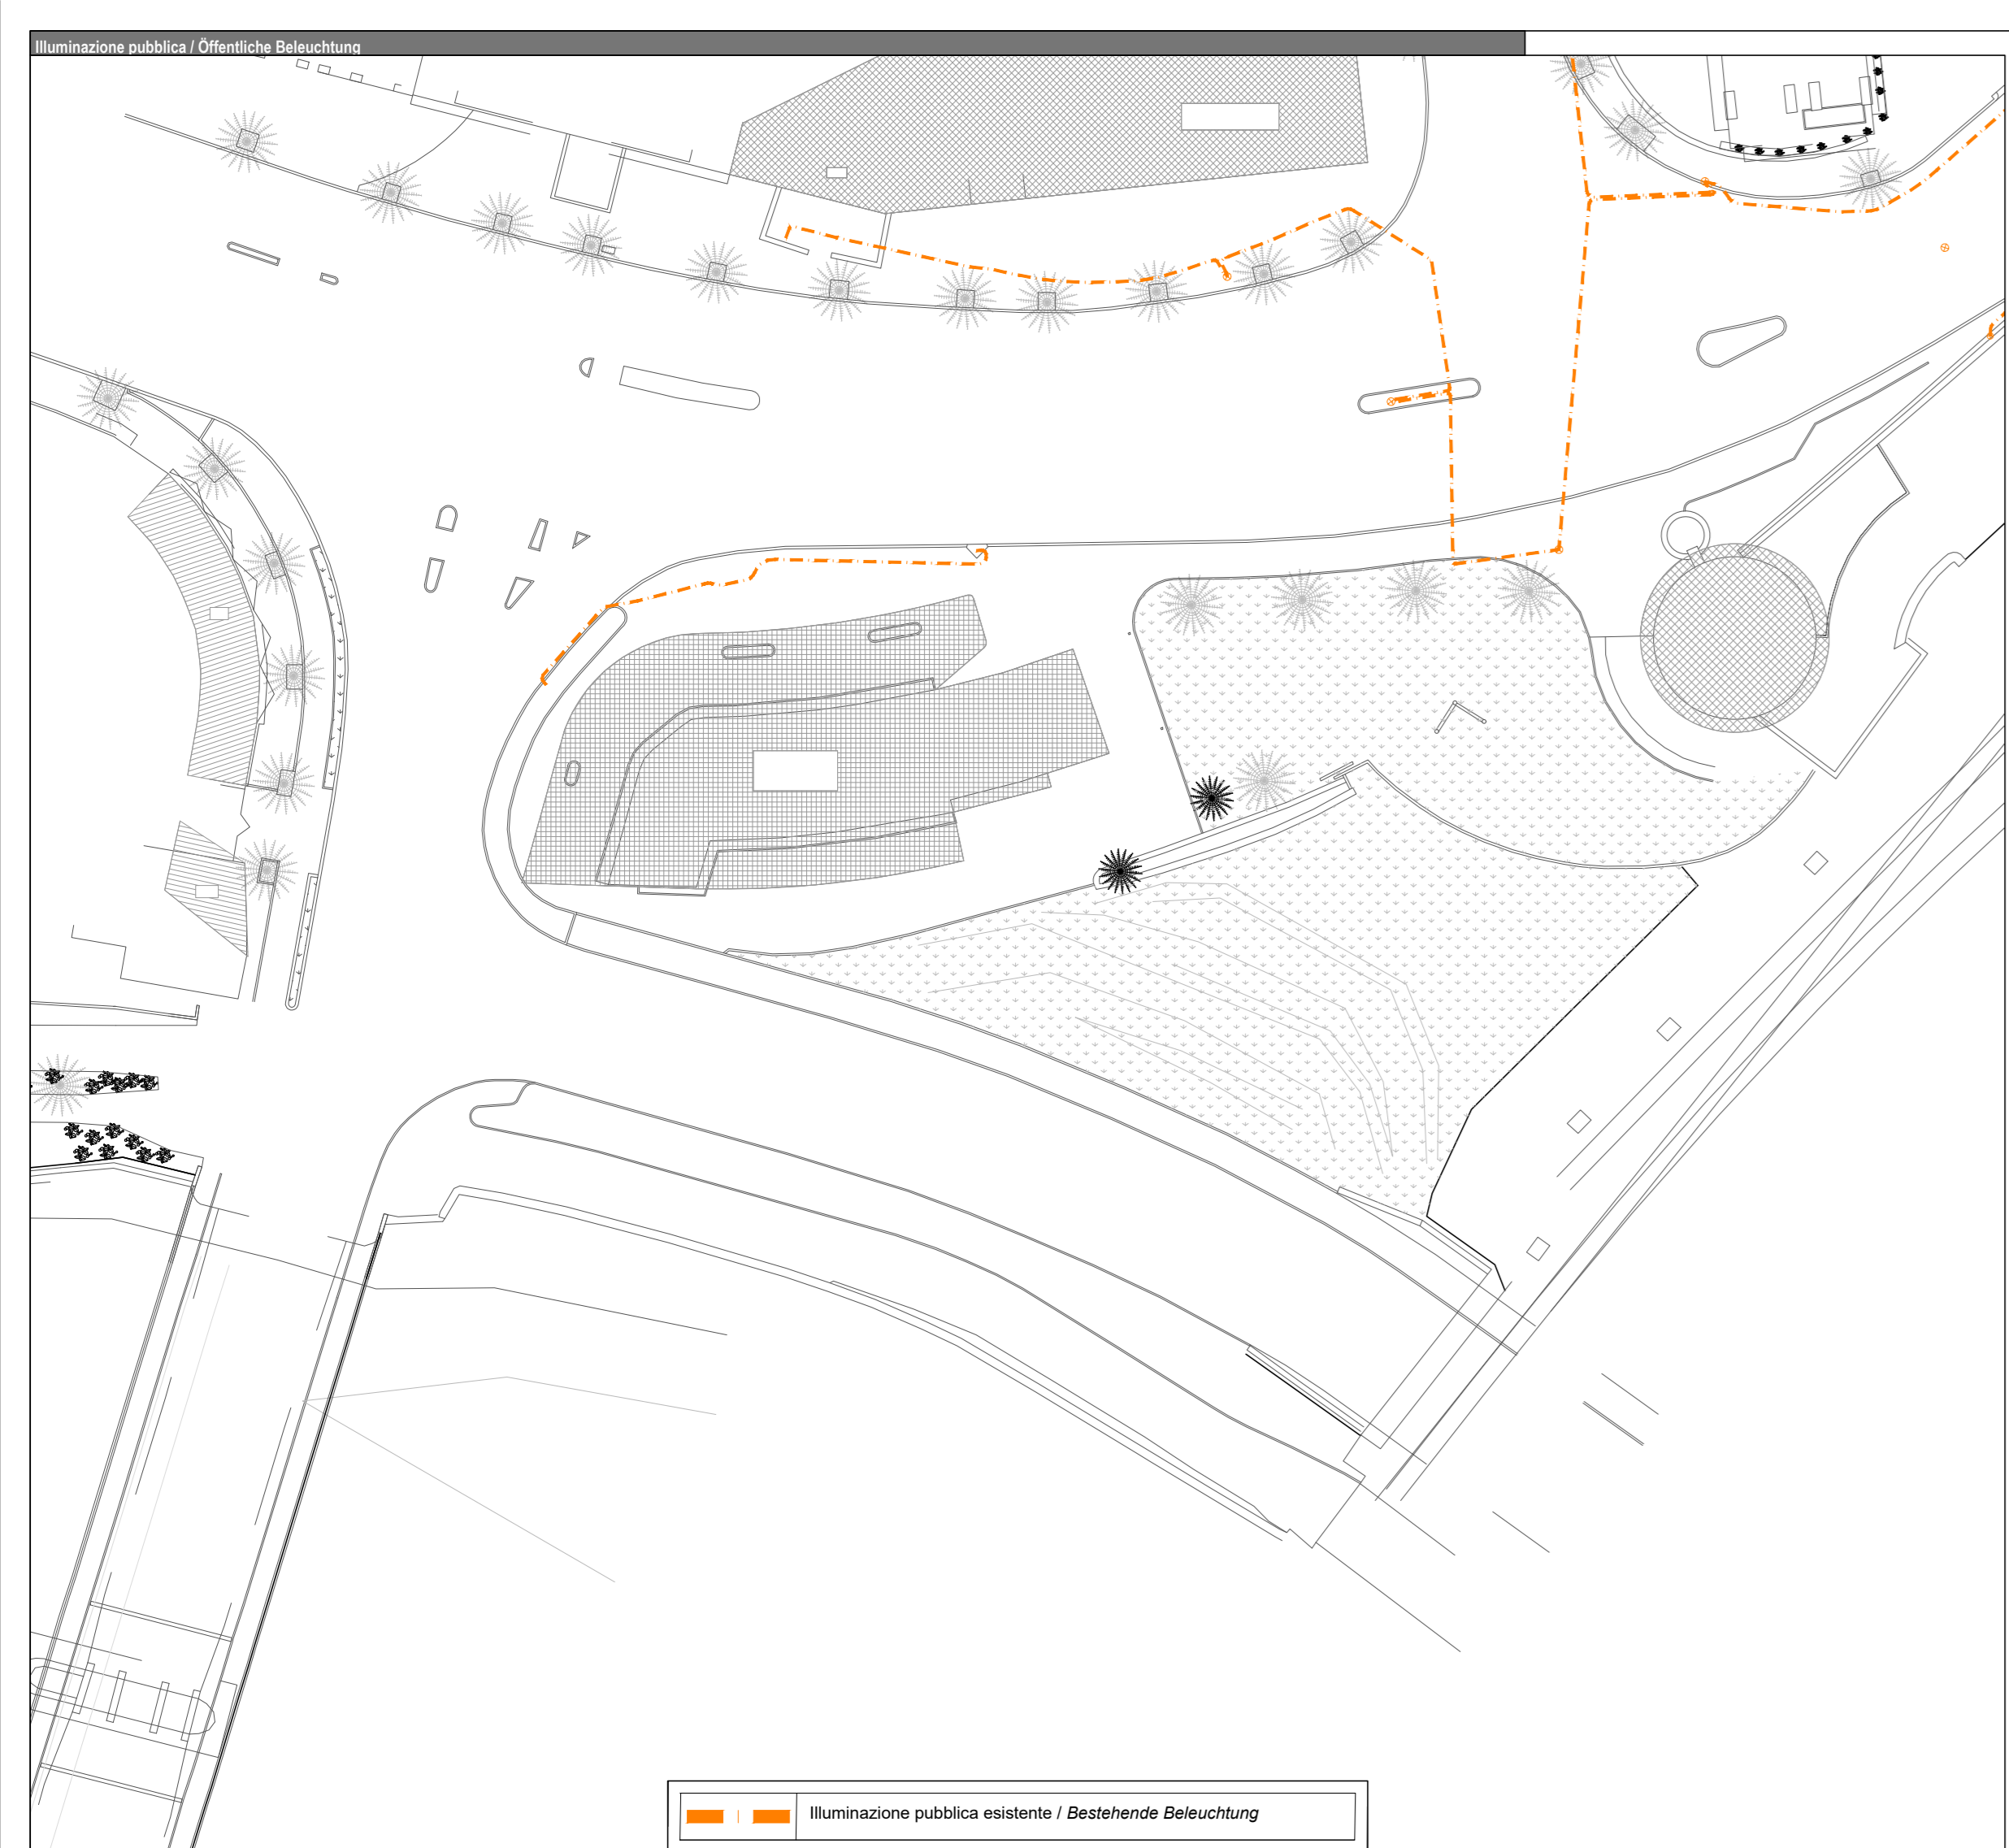 Illuminazione pubblica / Öffentliche Beleuchtung
Illuminazione pubblica esistente / Bestehende Beleuchtung